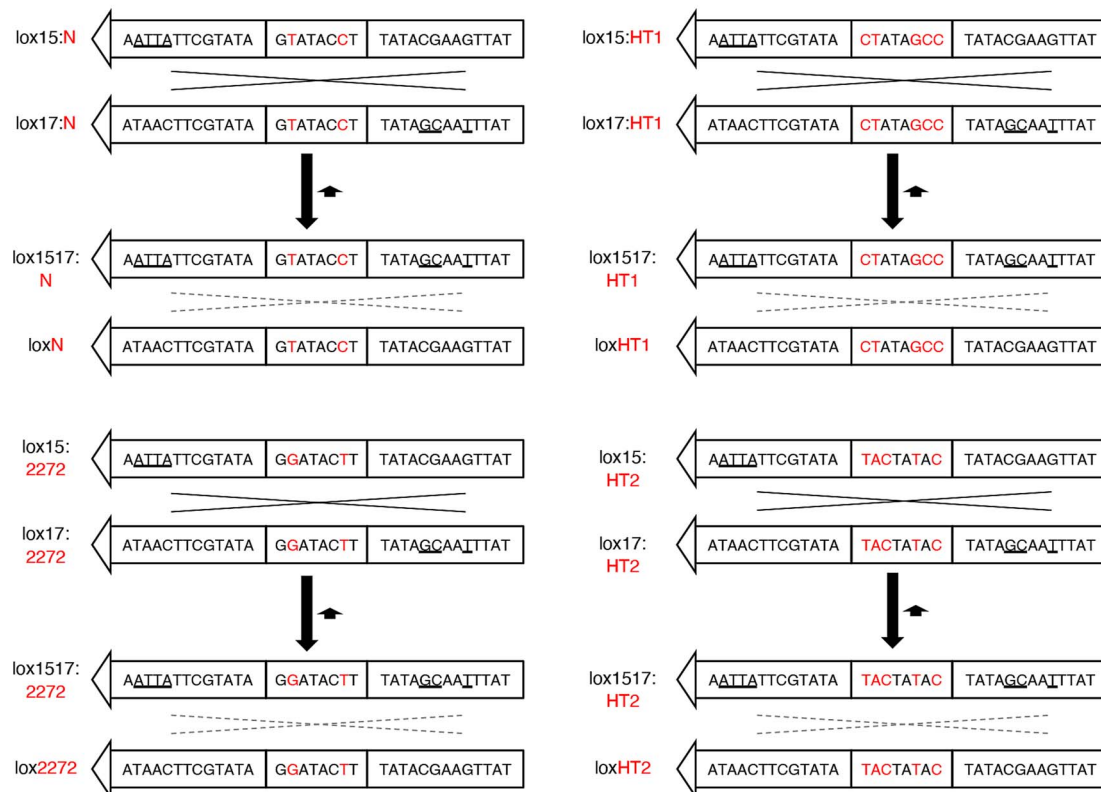 lox15:N AATTATTCGTATA GTATACCT TATACGAAGTTAT
lox17:N ATAACTTCGTATA GTATACCT TATAGCAATTTAT
lox1517: AATTATTCGTATA GTATACCT TATAGCAATTTAT
N
loxN ATAACTTCGTATA GTATACCT TATACGAAGTTAT
lox15:HT1 AATTATTCGTATA CTATAGCC TATACGAAGTTAT
lox17:HT1 ATAACTTCGTATA CTATAGCC TATAGCAATTTAT
lox1517: AATTATTCGTATA CTATAGCC TATAGCAATTTAT
HT1
loxHT1 ATAACTTCGTATA CTATAGCC TATACGAAGTTAT
lox15: AATTATTCGTATA GGATACTT TATACGAAGTTAT
2272
lox17: ATAACTTCGTATA GGATACTT TATAGCAATTTAT
2272
lox1517: AATTATTCGTATA GGATACTT TATAGCAATTTAT
2272
lox2272 ATAACTTCGTATA GGATACTT TATACGAAGTTAT
lox15: AATTATTCGTATA TACTATAC TATACGAAGTTAT
HT2
lox17: ATAACTTCGTATA TACTATAC TATAGCAATTTAT
HT2
lox1517: AATTATTCGTATA TACTATAC TATAGCAATTTAT
HT2
loxHT2 ATAACTTCGTATA TACTATAC TATACGAAGTTAT